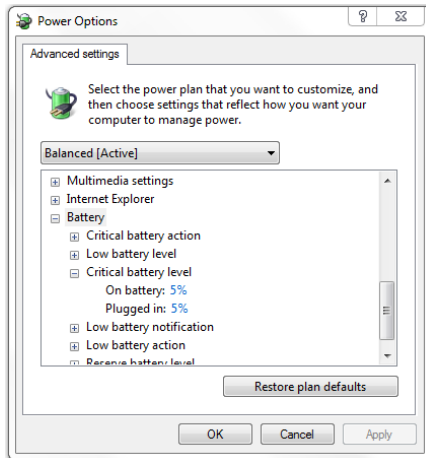 Power Options
Advanced settings
Select the power plan that you want to customize, and
then choose settings that reflect how you want your
computer to manage power.
Balanced [Active]
Multimedia settings
Internet Explorer
Battery
Critical battery action
Low battery level
Critical battery level
On battery: 5%
Plugged in: 5%
Low battery notification
Low battery action
Reserve battery level
Restore plan defaults
OK Cancel Apply